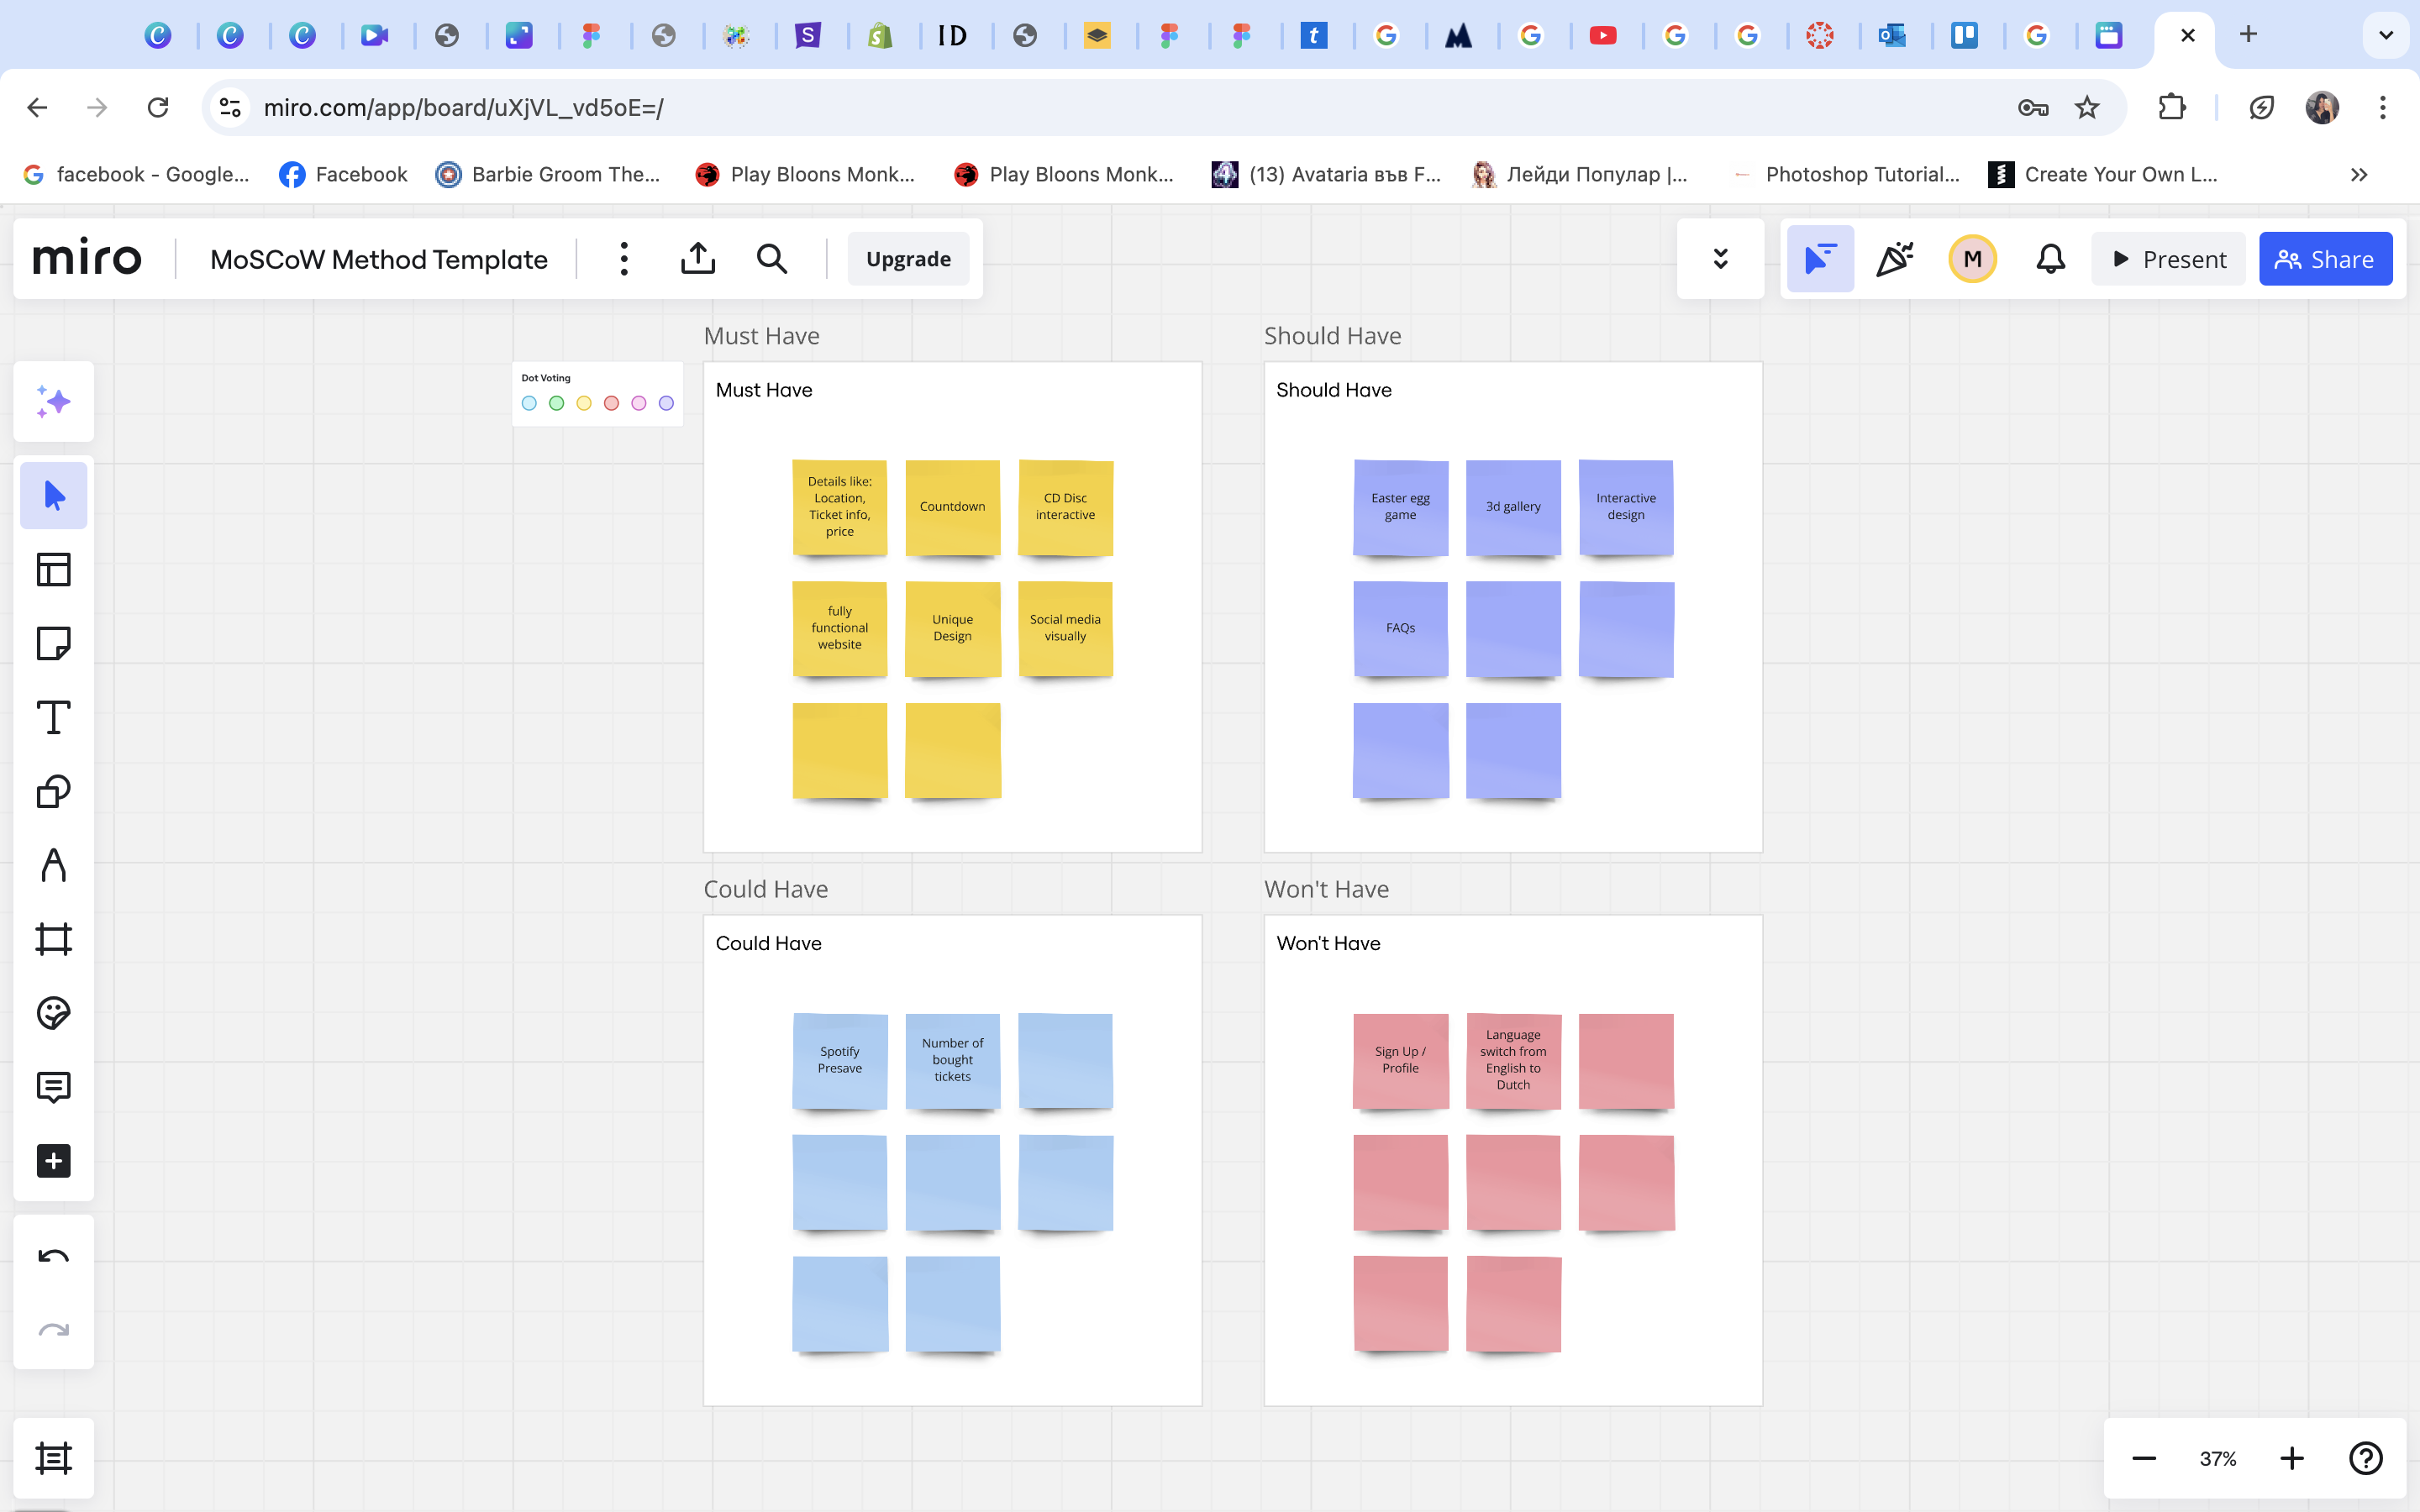 miro.com/app/board/uXjVL_vd5oE=/
facebook - Google...
Facebook
Barbie Groom The...
Play Bloons Monk...
Play Bloons Monk...
(13) Avataria във F...
Лейди Популар |...
Photoshop Tutorial...
Create Your Own L...
miro
MoSCoW Method Template
Upgrade
M
Present
Share
Dot Voting
Must Have
Must Have
Details like:
Location,
Ticket info,
price
Countdown
CD Disc
interactive
fully
functional
website
Unique
Design
Social media
visually
Should Have
Should Have
Easter egg
game
3d gallery
Interactive
design
FAQs
Could Have
Could Have
Spotify
Presave
Number of
bought
tickets
Won't Have
Won't Have
Sign Up /
Profile
Language
switch from
English to
Dutch
37%